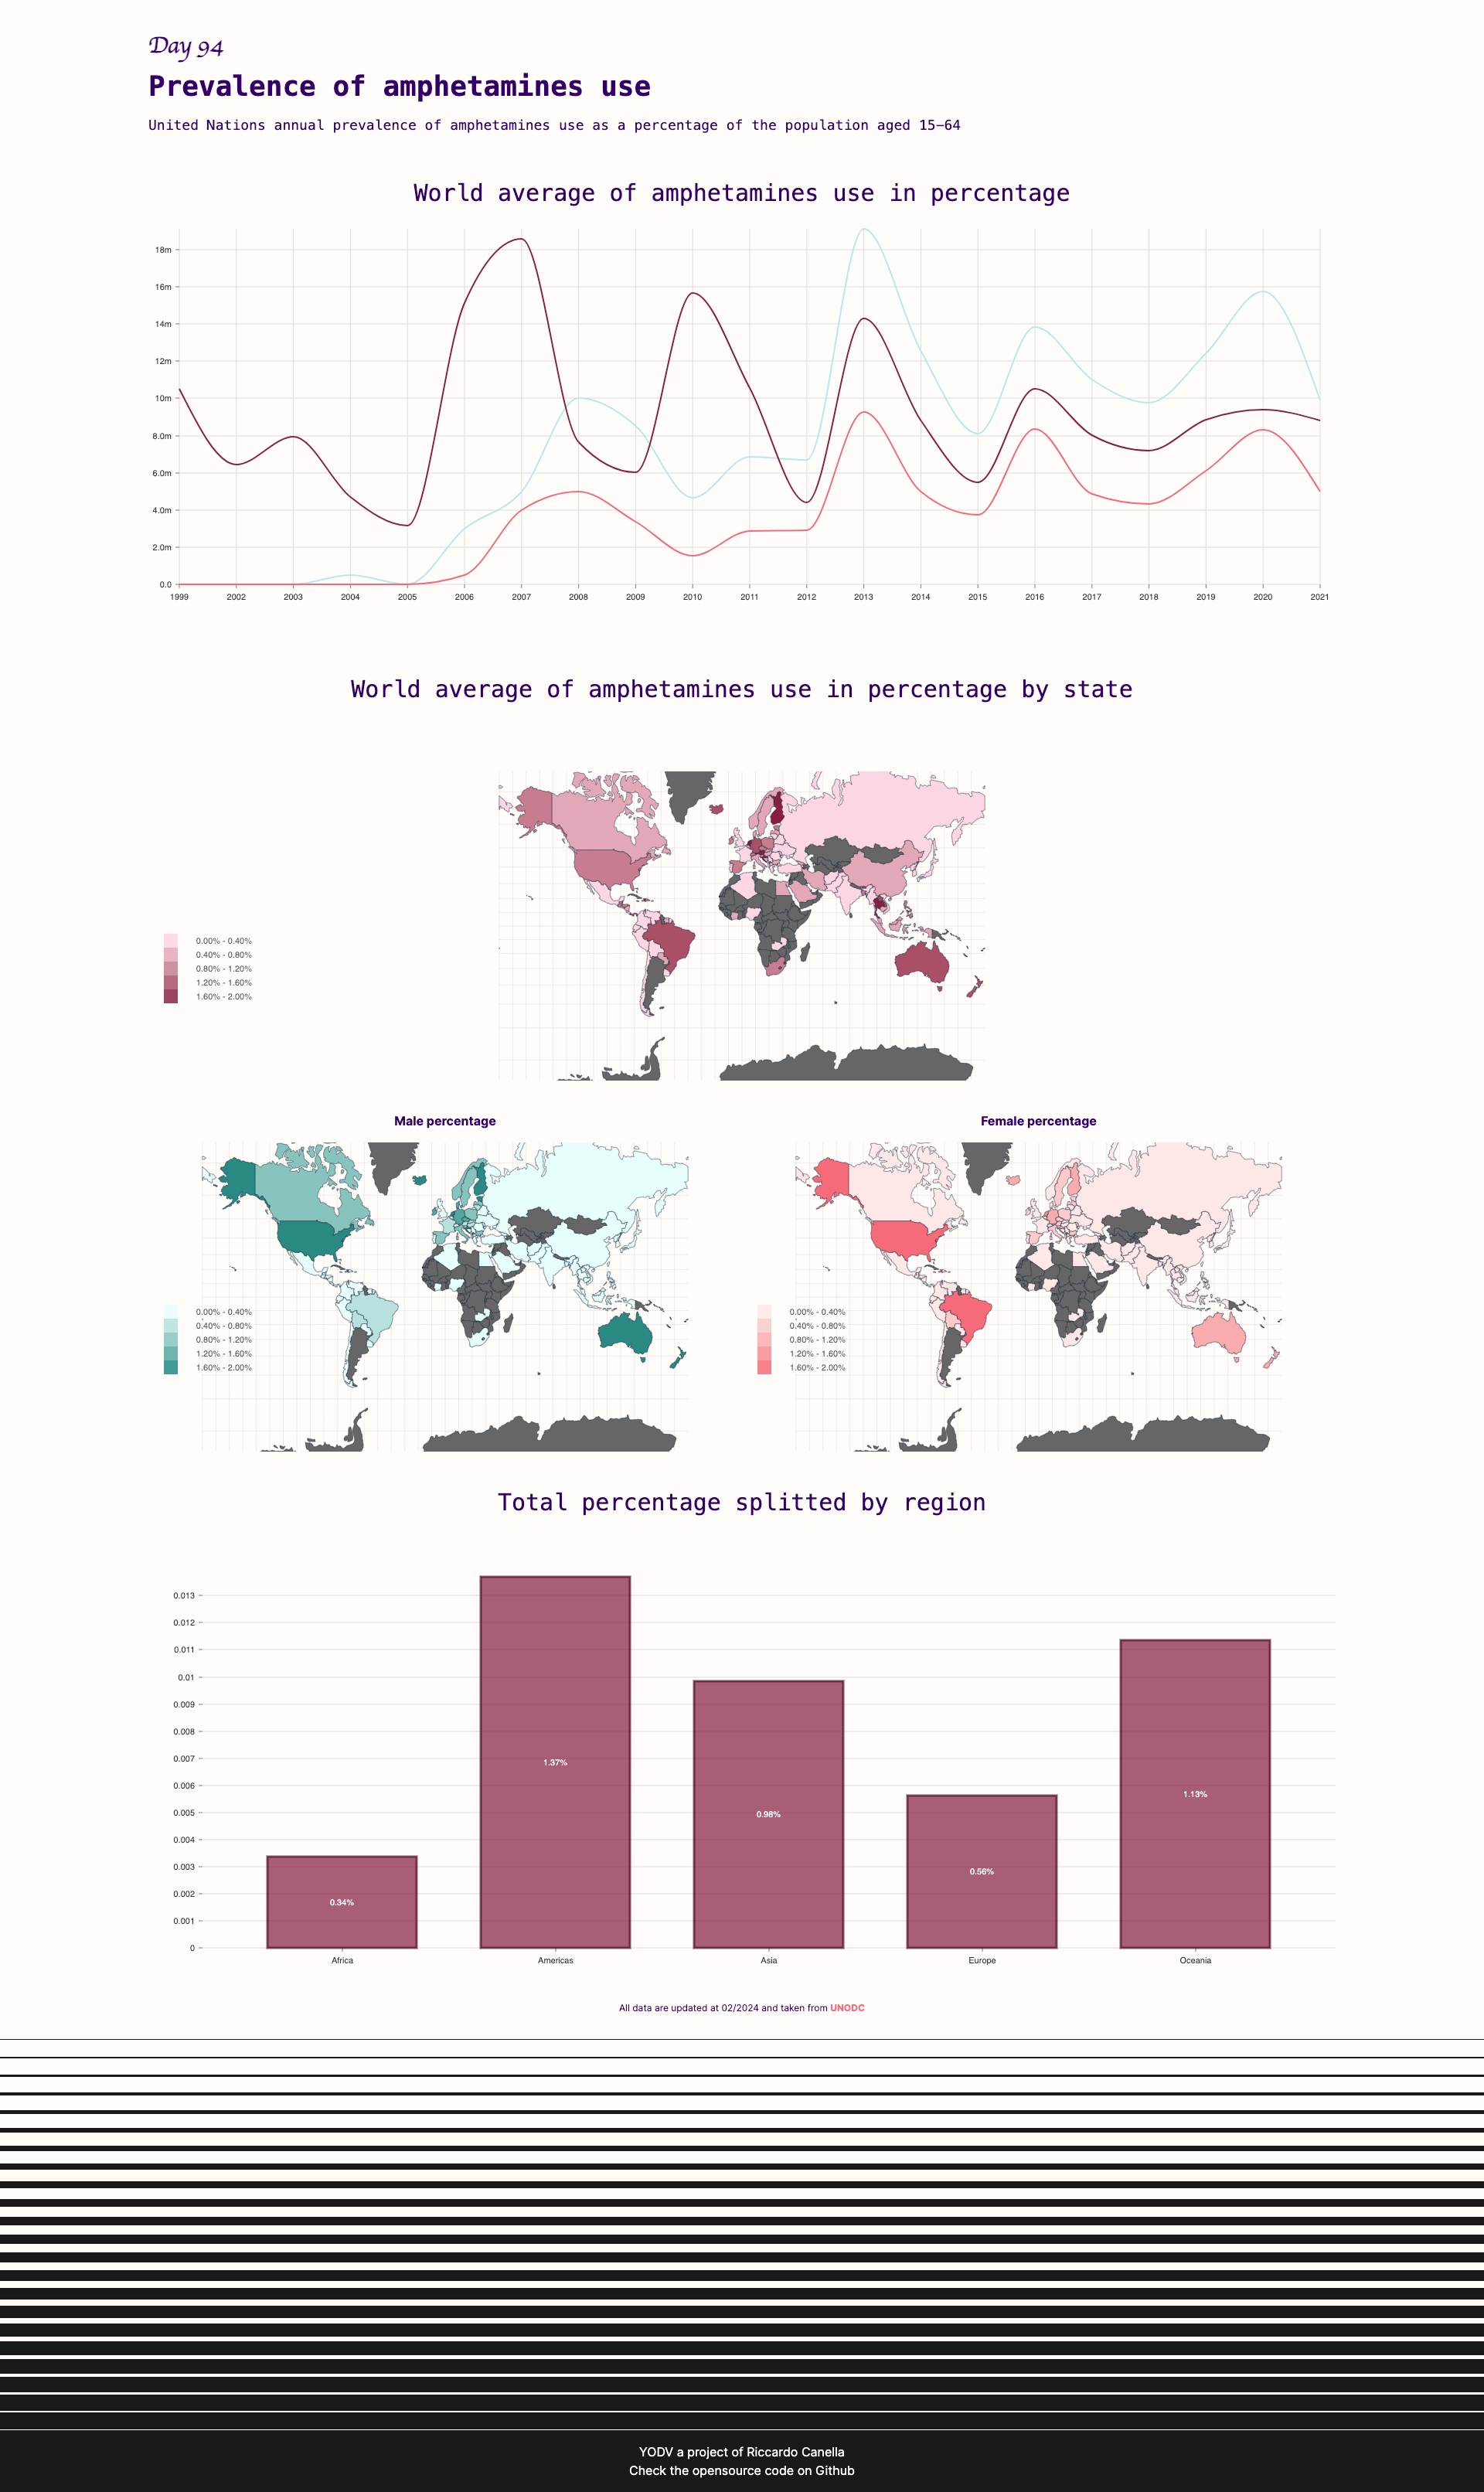 Day 94
Prevalence of amphetamines use
United Nations annual prevalence of amphetamines use as a percentage of the population aged 15-64
World average of amphetamines use in percentage
18m
16m
14m
12m
10m
8.0m
6.0m
4.0m
2.0m
0.0
1999 2002 2003 2004 2005 2006 2007 2008 2009 2010 2011 2012 2013 2014 2015 2016 2017 2018 2019 2020 2021
World average of amphetamines use in percentage by state
0.00% - 0.40%
0.40% - 0.80%
0.80% - 1.20%
1.20% - 1.60%
1.60% - 2.00%
Male percentage
0.00% - 0.40%
0.40% - 0.80%
0.80% - 1.20%
1.20% - 1.60%
1.60% - 2.00%
Female percentage
0.00% - 0.40%
0.40% - 0.80%
0.80% - 1.20%
1.20% - 1.60%
1.60% - 2.00%
Total percentage splitted by region
0.013
0.012
0.011
0.01
0.009
0.008
0.007
0.006
0.005
0.004
0.003
0.002
0.001
0
0.34%
1.37%
0.98%
0.56%
1.13%
Africa Americas Asia Europe Oceania
All data are updated at 02/2024 and taken from UNODC
YODV a project of Riccardo Canella
Check the opensource code on Github